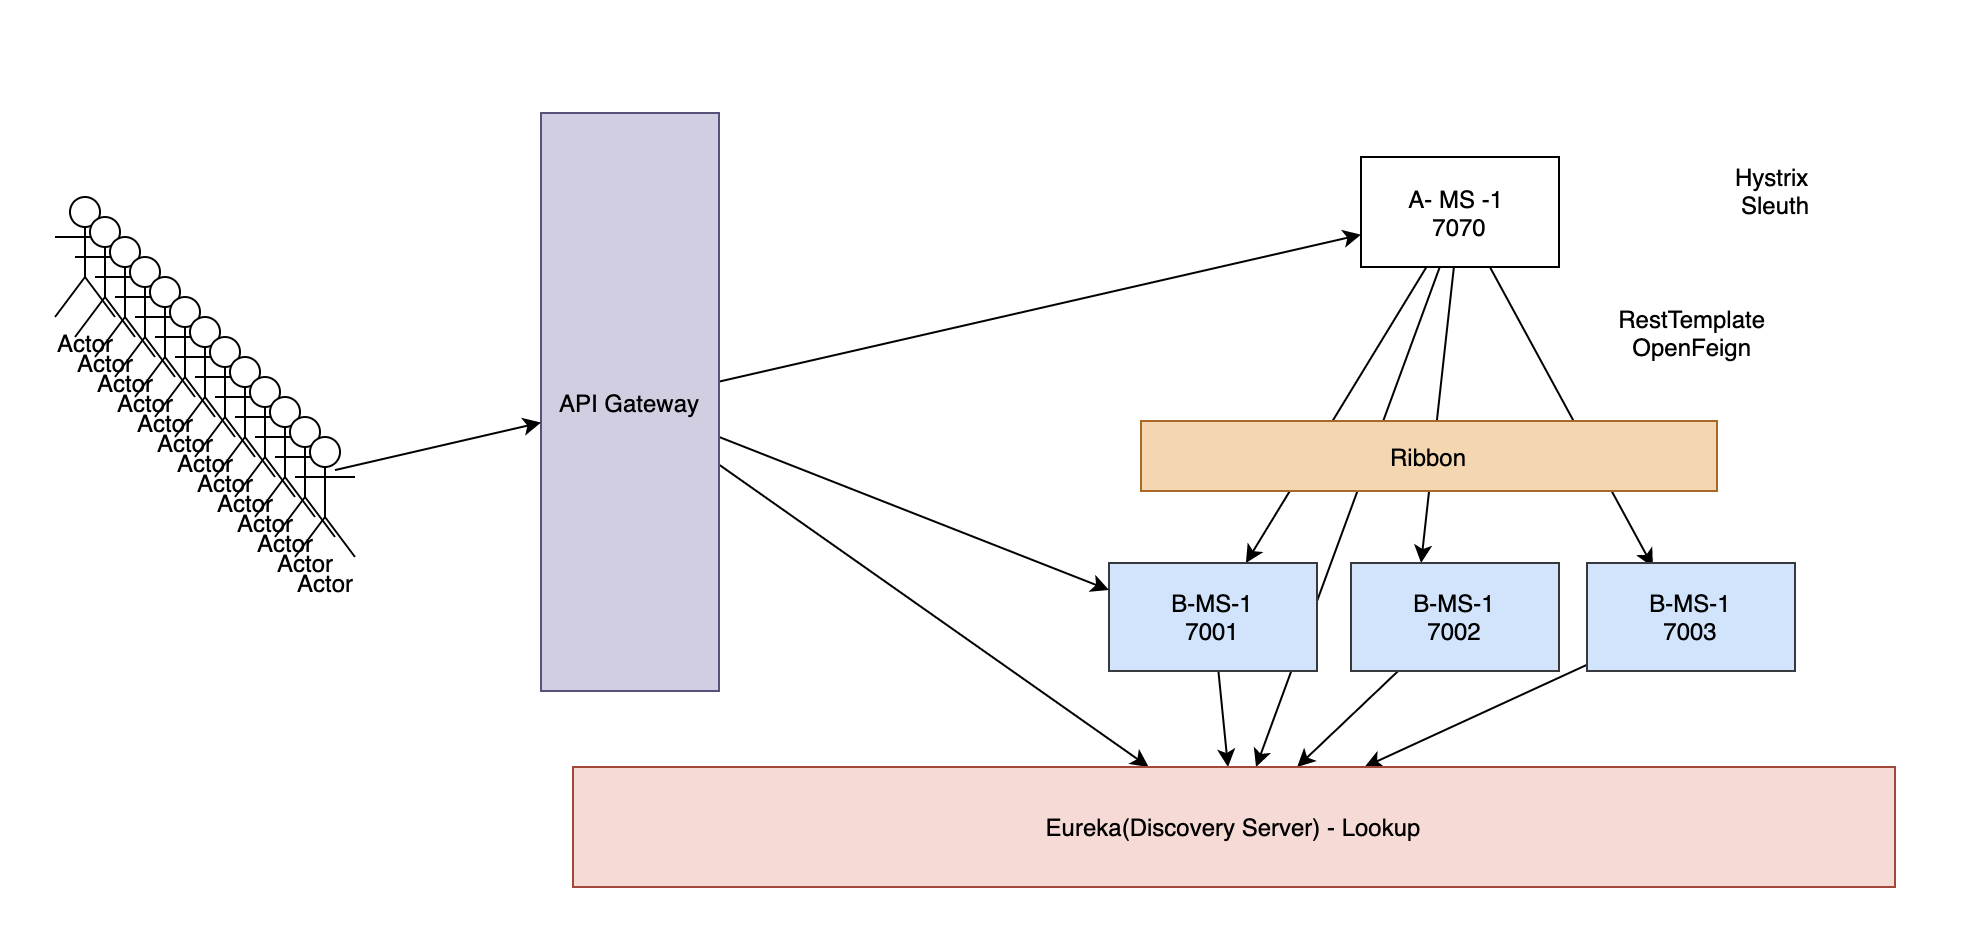 Actor
Actor
Actor
Actor
Actor
Actor
Actor
Actor
Actor
Actor
Actor
Actor
Actor
API Gateway
A- MS -1
7070
Hystrix
Sleuth
RestTemplate
OpenFeign
Ribbon
B-MS-1
7001
B-MS-1
7002
B-MS-1
7003
Eureka(Discovery Server) - Lookup